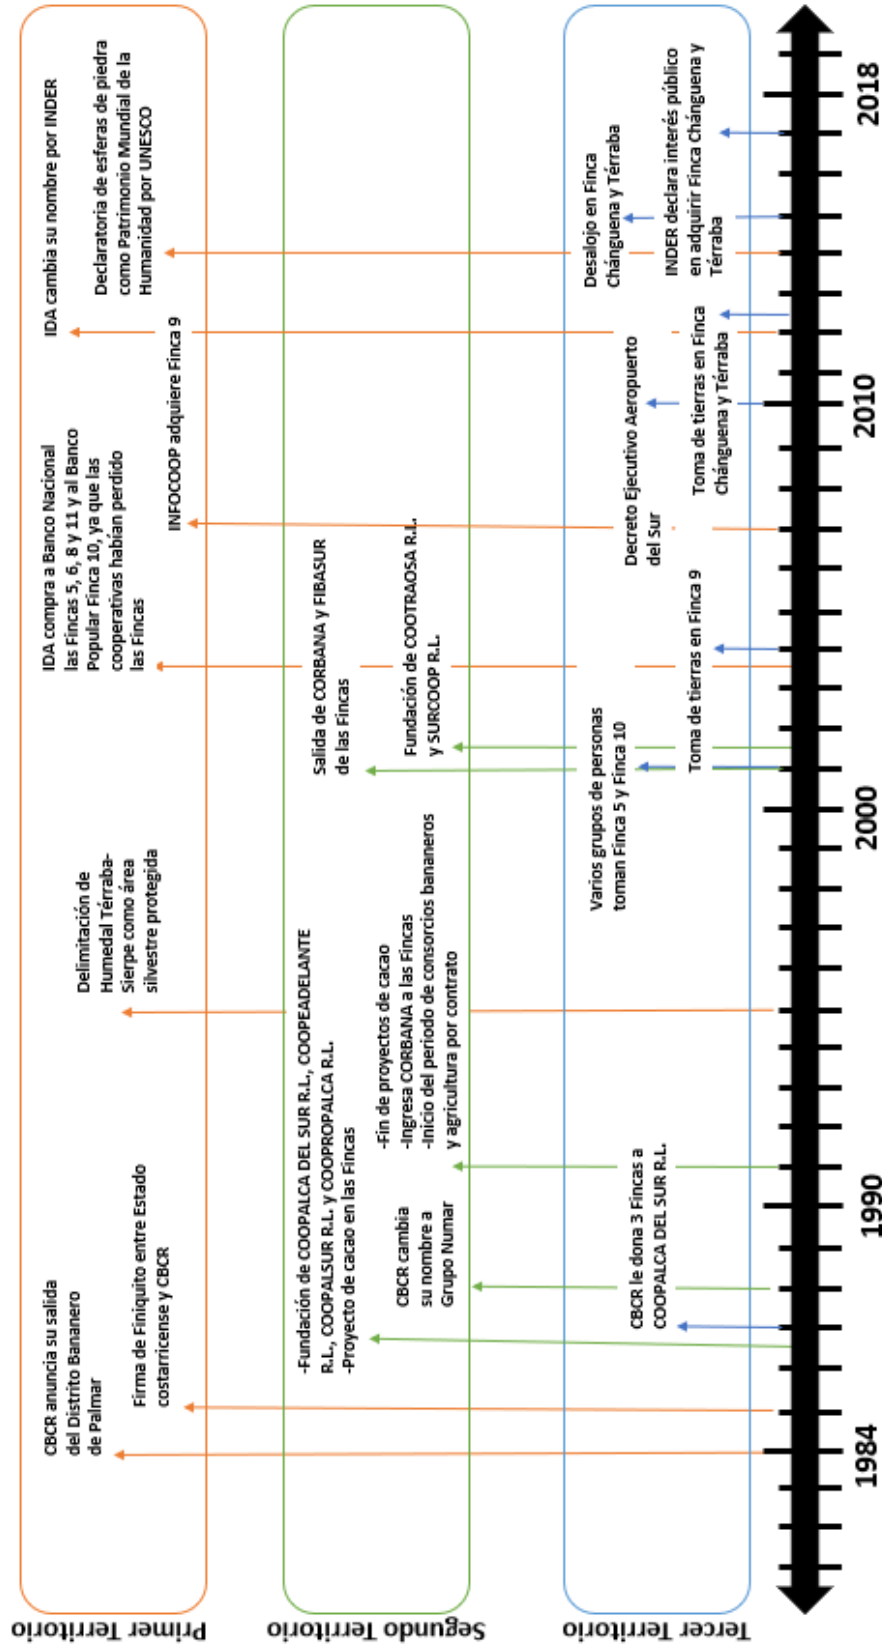 Primer Territorio
CBCR anuncia su salida
del Distrito Bananero
de Palmar
Firma de Finiquito entre Estado
costarricense y CBCR
Delimitación de
Humedal Térraba-
Sierpe como área
silvestre protegida
IDA compra a Banco Nacional
las Fincas 5, 6, 8 y 11 y al Banco
Popular Finca 10, ya que las
cooperativas habían perdido
las Fincas
INFOCOOP adquiere Finca 9
IDA cambia su nombre por INDER
Declaratoria de esferas de piedra
como Patrimonio Mundial de la
Humanidad por UNESCO
Segundo Territorio
-Fundación de COOPALCA DEL SUR R.L., COOPEADELANTE
R.L., COOPALSUR R.L. y COOPROPALCA R.L.
-Proyecto de cacao en las Fincas
CBCR cambia
su nombre a
Grupo Numar
-Fin de proyectos de cacao
-Ingresa CORBANA a las Fincas
-Inicio del periodo de consorcios bananeros
y agricultura por contrato
Salida de CORBANA y FIBASUR
de las Fincas
Fundación de COOTRAOSA R.L.
y SURCOOP R.L.
Tercer Territorio
CBCR le dona 3 Fincas a
COOPALCA DEL SUR R.L.
Varios grupos de personas
toman Finca 5 y Finca 10
Toma de tierras en Finca 9
Decreto Ejecutivo Aeropuerto
del Sur
Toma de tierras en Finca
Chánguena y Térraba
Desalojo en Finca
Chánguena y Térraba
INDER declara interés público
en adquirir Finca Chánguena y
Térraba
1984
1990
2000
2010
2018